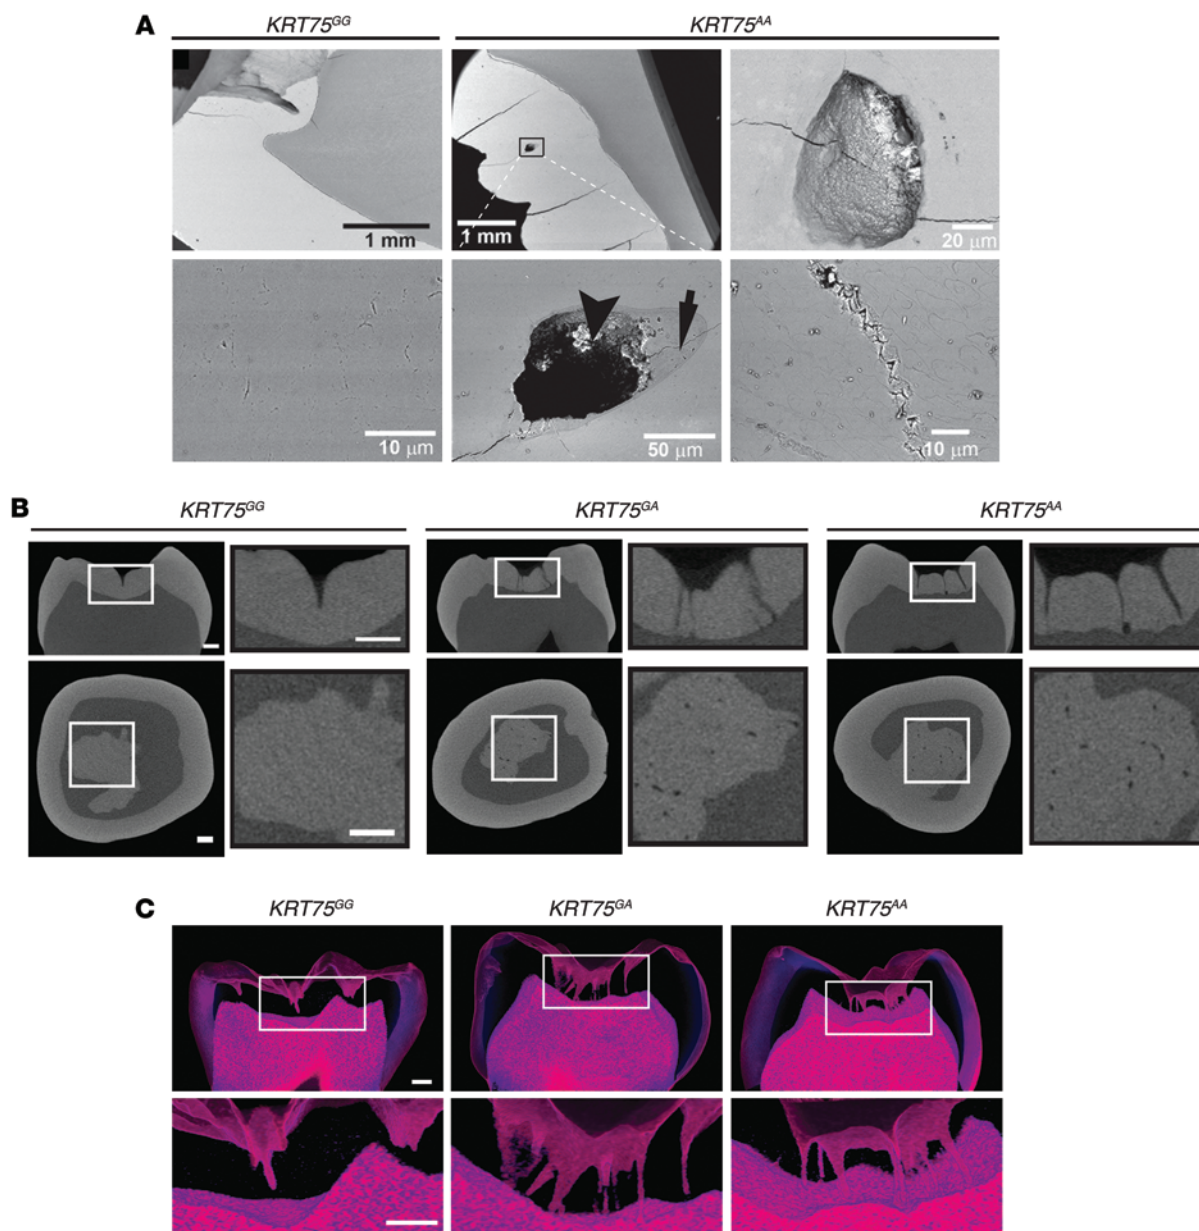 A
KRT75GG KRT75AA
1 mm 1 mm 20 μm
10 μm 50 μm 10 μm
B
KRT75GG KRT75GA KRT75AA
C
KRT75GG KRT75GA KRT75AA